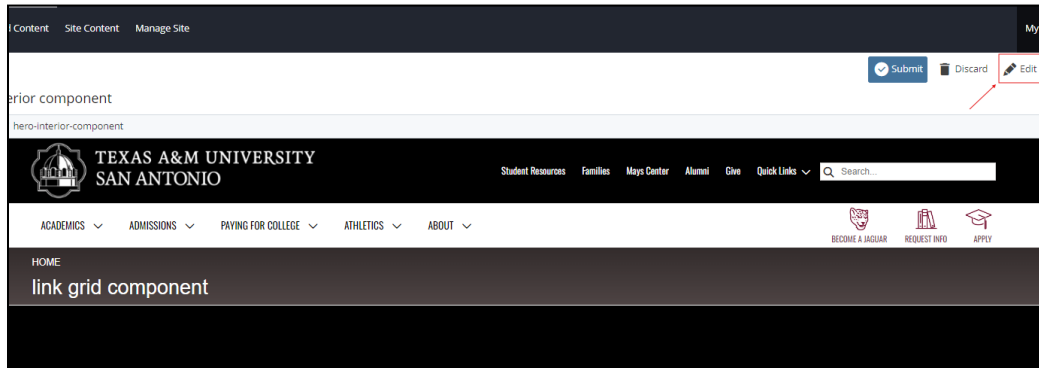 d Content Site Content Manage Site My
Submit Discard Edit
erior component
hero-interior-component
TEXAS A&M UNIVERSITY
SAN ANTONIO
Student Resources Families Mays Center Alumni Give Quick Links Search...
ACADEMICS ADMISSIONS PAYING FOR COLLEGE ATHLETICS ABOUT
BECOME A JAGUAR REQUEST INFO APPLY
HOME
link grid component